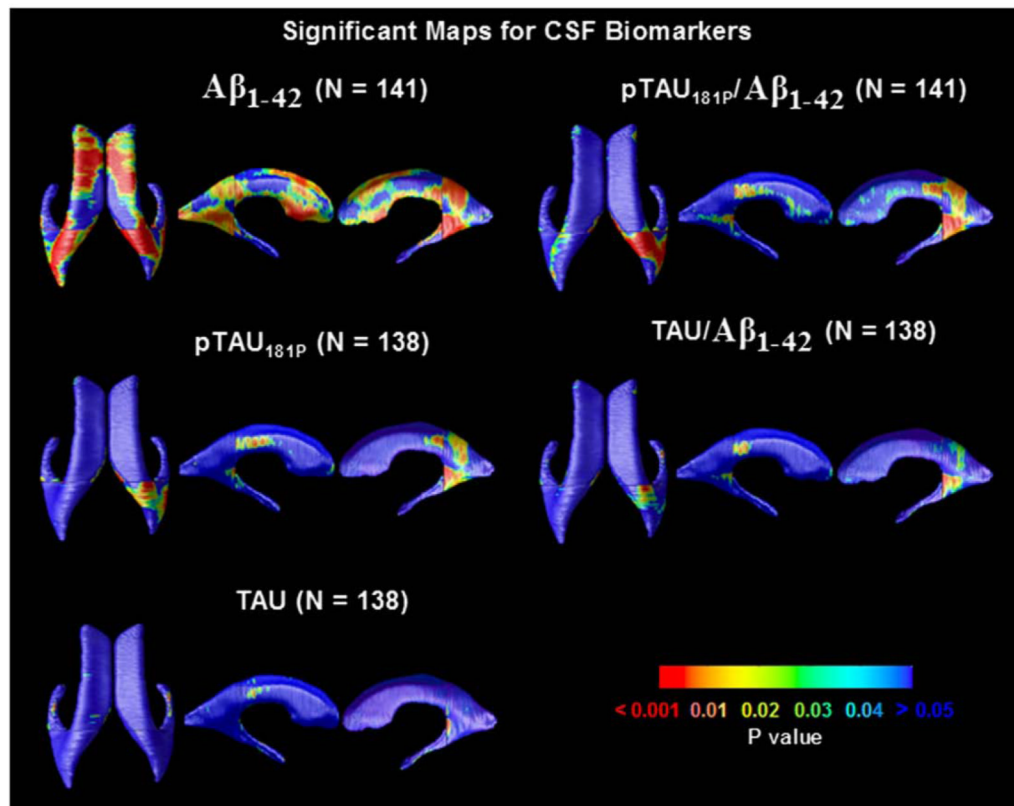 Significant Maps for CSF Biomarkers
Aβ1-42 (N = 141)
pTAU181P/Aβ1-42 (N = 141)
pTAU181P (N = 138)
TAU/Aβ1-42 (N = 138)
TAU (N = 138)
< 0.001 0.01 0.02 0.03 0.04 > 0.05
P value